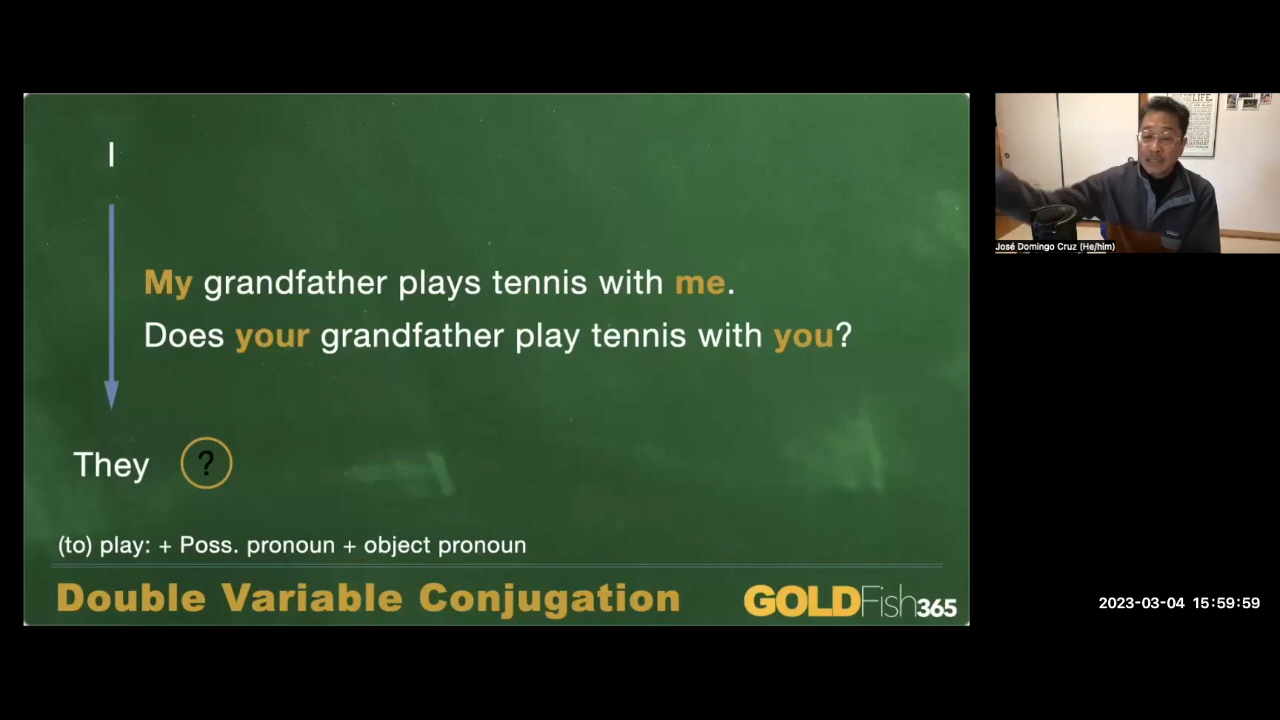 I
My grandfather plays tennis with me.
Does your grandfather play tennis with you?
They ?
(to) play: + Poss. pronoun + object pronoun
Double Variable Conjugation
GOLDFish365
LIFE.
José Domingo Cruz (He/him)
2023-03-04 15:59:59